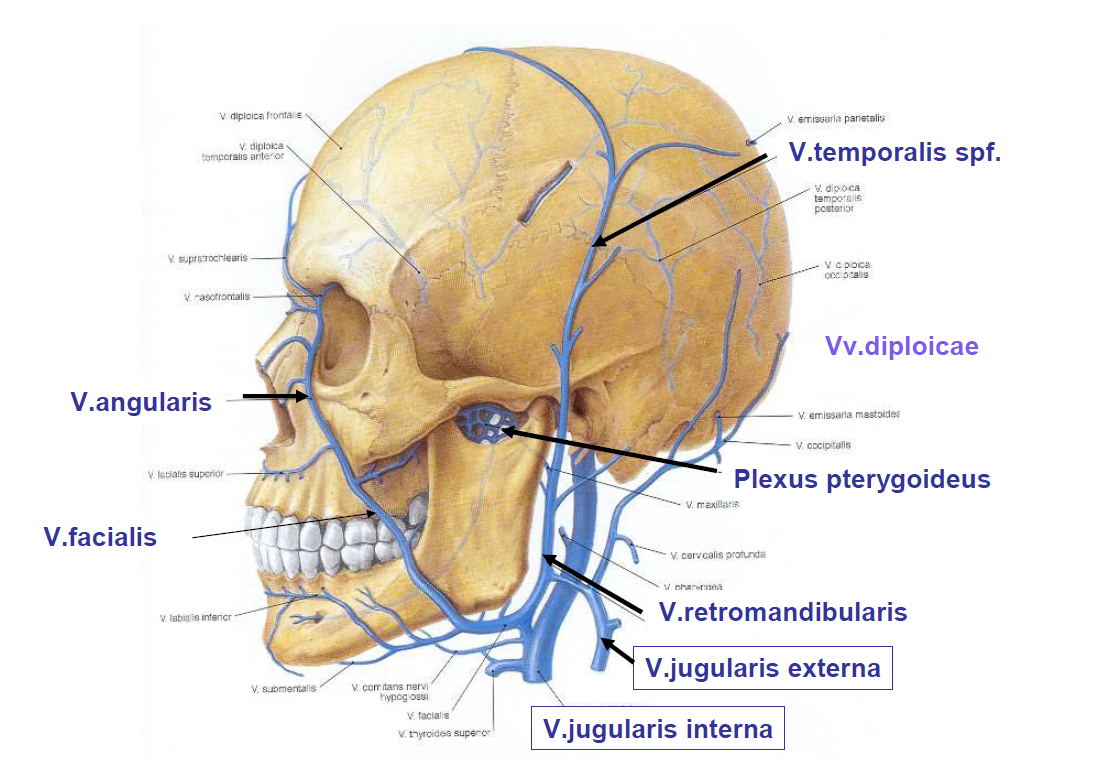 V. diploica frontalis
V. diploica
temporalis anterior
V. emissaria parietalis
V.temporalis spf.
V. diploica
temporalis
posterior
V. supratrochlearis
V. diploica
occipitalis
V. nasofrontalis
Vv.diploicae
V.angularis
V. emissaria mastoidea
V. occipitalis
V. labialis superior
Plexus pterygoideus
V. maxillaris
V.facialis
V. cervicalis profunda
V. pharyngea
V. labialis inferior
V.retromandibularis
V.jugularis externa
V. submentalis
V. comitans nervi
hypoglossi
V. facialis
V. thyroidea superior
V.jugularis interna